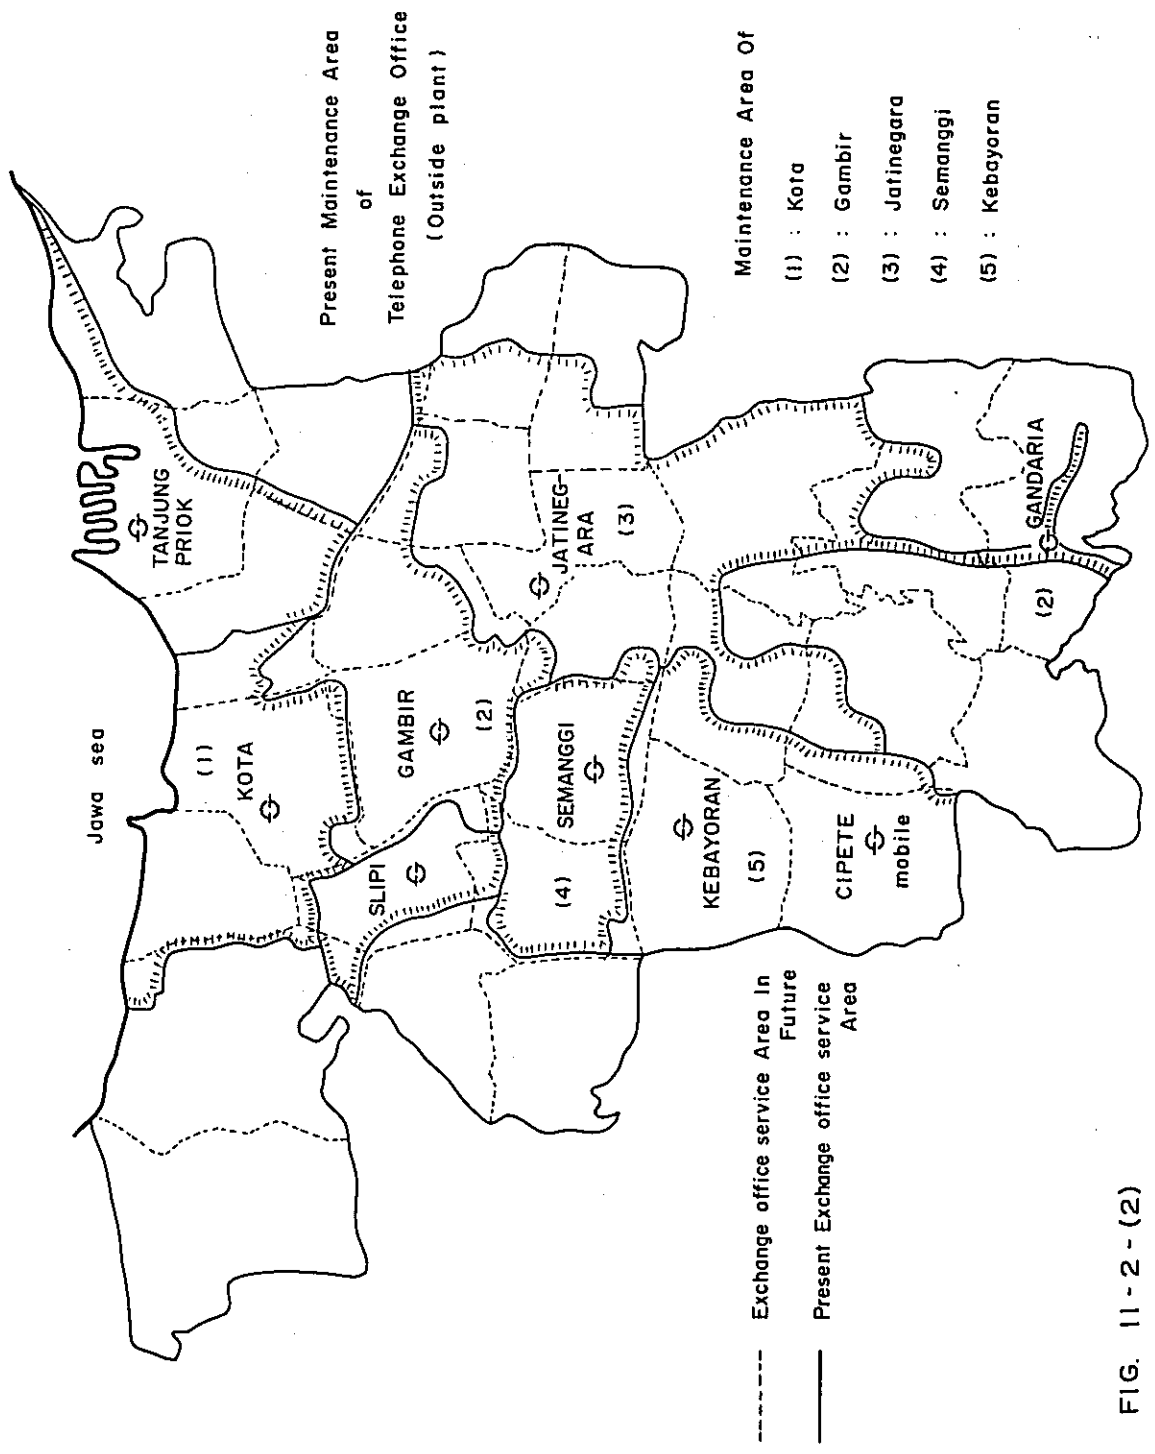 Present Maintenance Area
of
Telephone Exchange Office
(Outside plant)
Jawa sea
TANJUNG
PRIOK
(1)
KOTA
GAMBIR
(2)
SLIPI
JATINEG-
ARA
(3)
SEMANGGI
(4)
KEBAYORAN
(5)
CIPETE
mobile
GANDARIA
(2)
Maintenance Area Of
(1) : Kota
(2) : Gambir
(3) : Jatinegara
(4) : Semanggi
(5) : Kebayoran
Exchange office service Area In
Future
Present Exchange office service
Area
FIG. 11-2-(2)